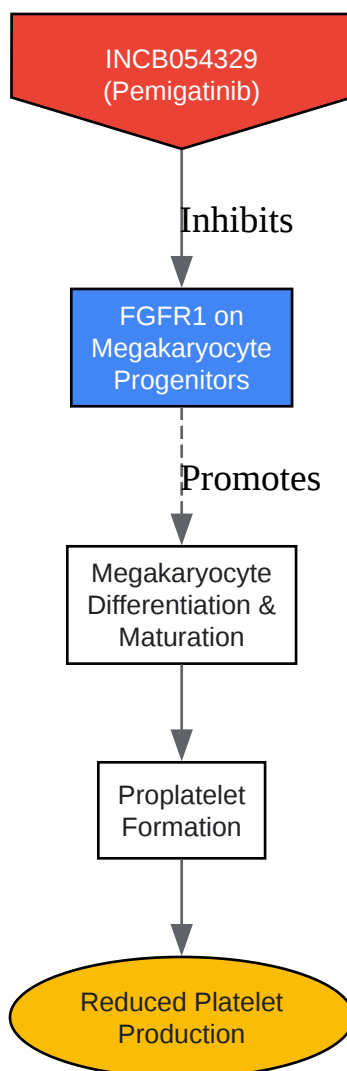 INCB054329
(Pemigatinib)
Inhibits
FGFR1 on
Megakaryocyte
Progenitors
Promotes
Megakaryocyte
Differentiation &
Maturation
Proplatelet
Formation
Reduced Platelet
Production